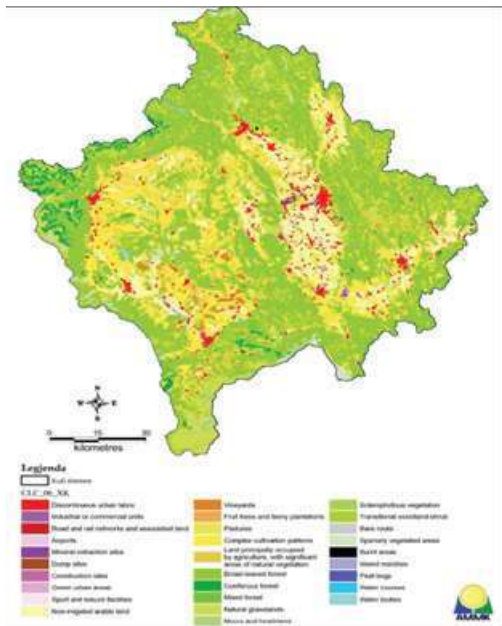 N
W E
S
0 15 30
kilometres
Legjenda
Kufi shteteror
CLC_06_XK
Discontinuous urban fabric
Industrial or commercial units
Road and rail networks and associated land
Airports
Mineral extraction sites
Dump sites
Construction sites
Green urban areas
Sport and leisure facilities
Non-irrigated arable land
Vineyards
Fruit trees and berry plantations
Pastures
Complex cultivation patterns
Land principally occupied
by agriculture, with significant
areas of natural vegetation
Broad-leaved forest
Coniferous forest
Mixed forest
Natural grasslands
Moors and heathland
Sclerophyllous vegetation
Transitional woodland-shrub
Bare rocks
Sparsely vegetated areas
Burnt areas
Inland marshes
Peat bogs
Water courses
Water bodies
AMMK